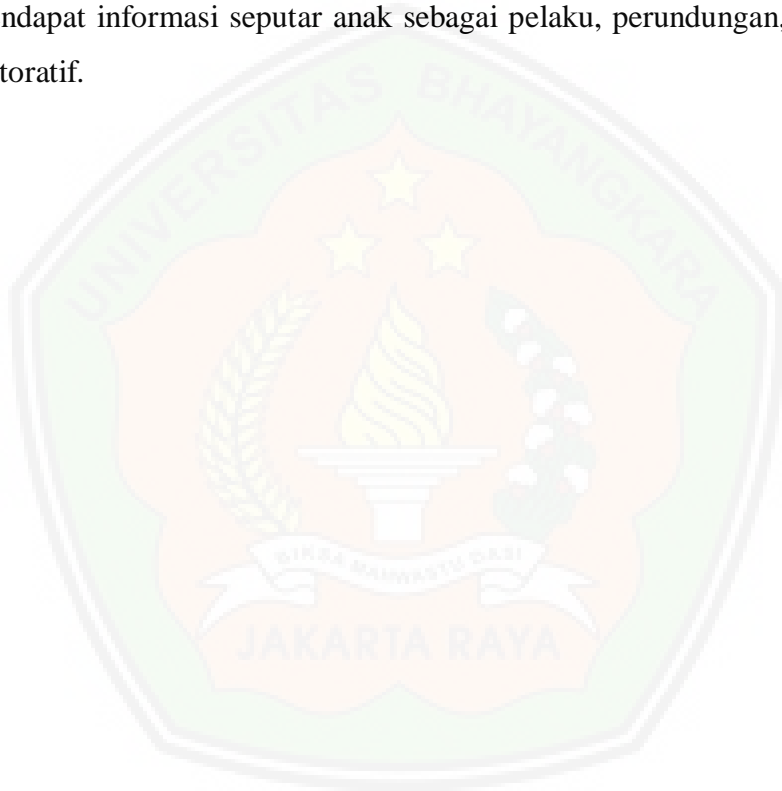 ndapat informasi seputar anak sebagai pelaku, perundungan,
toratif.
UNIVERSITAS BHAYANGKARA
JAKARTA RAYA